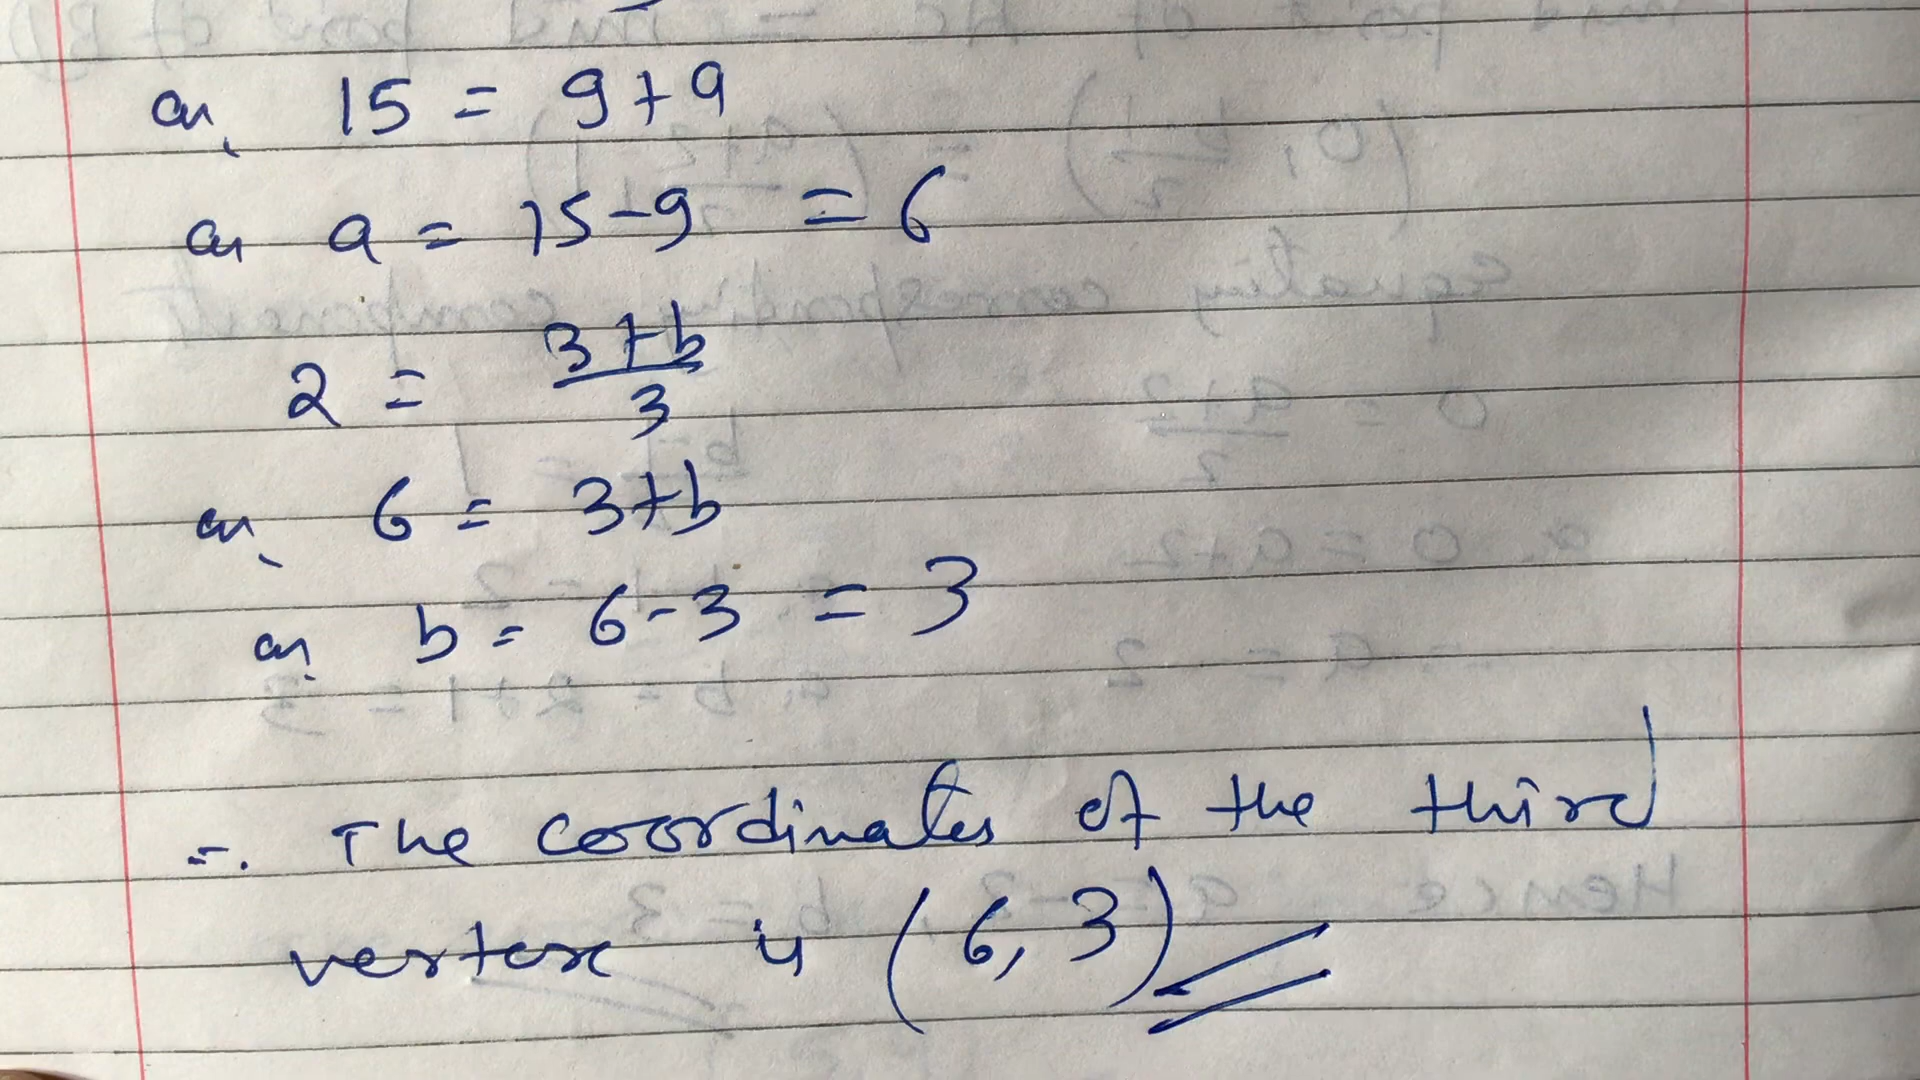 or, 15 = 9+a
or a = 15-9 = 6
2 = 3+b/3
or, 6 = 3+b
or, b = 6-3 = 3
∴ The coordinates of the third
vertex is (6, 3)